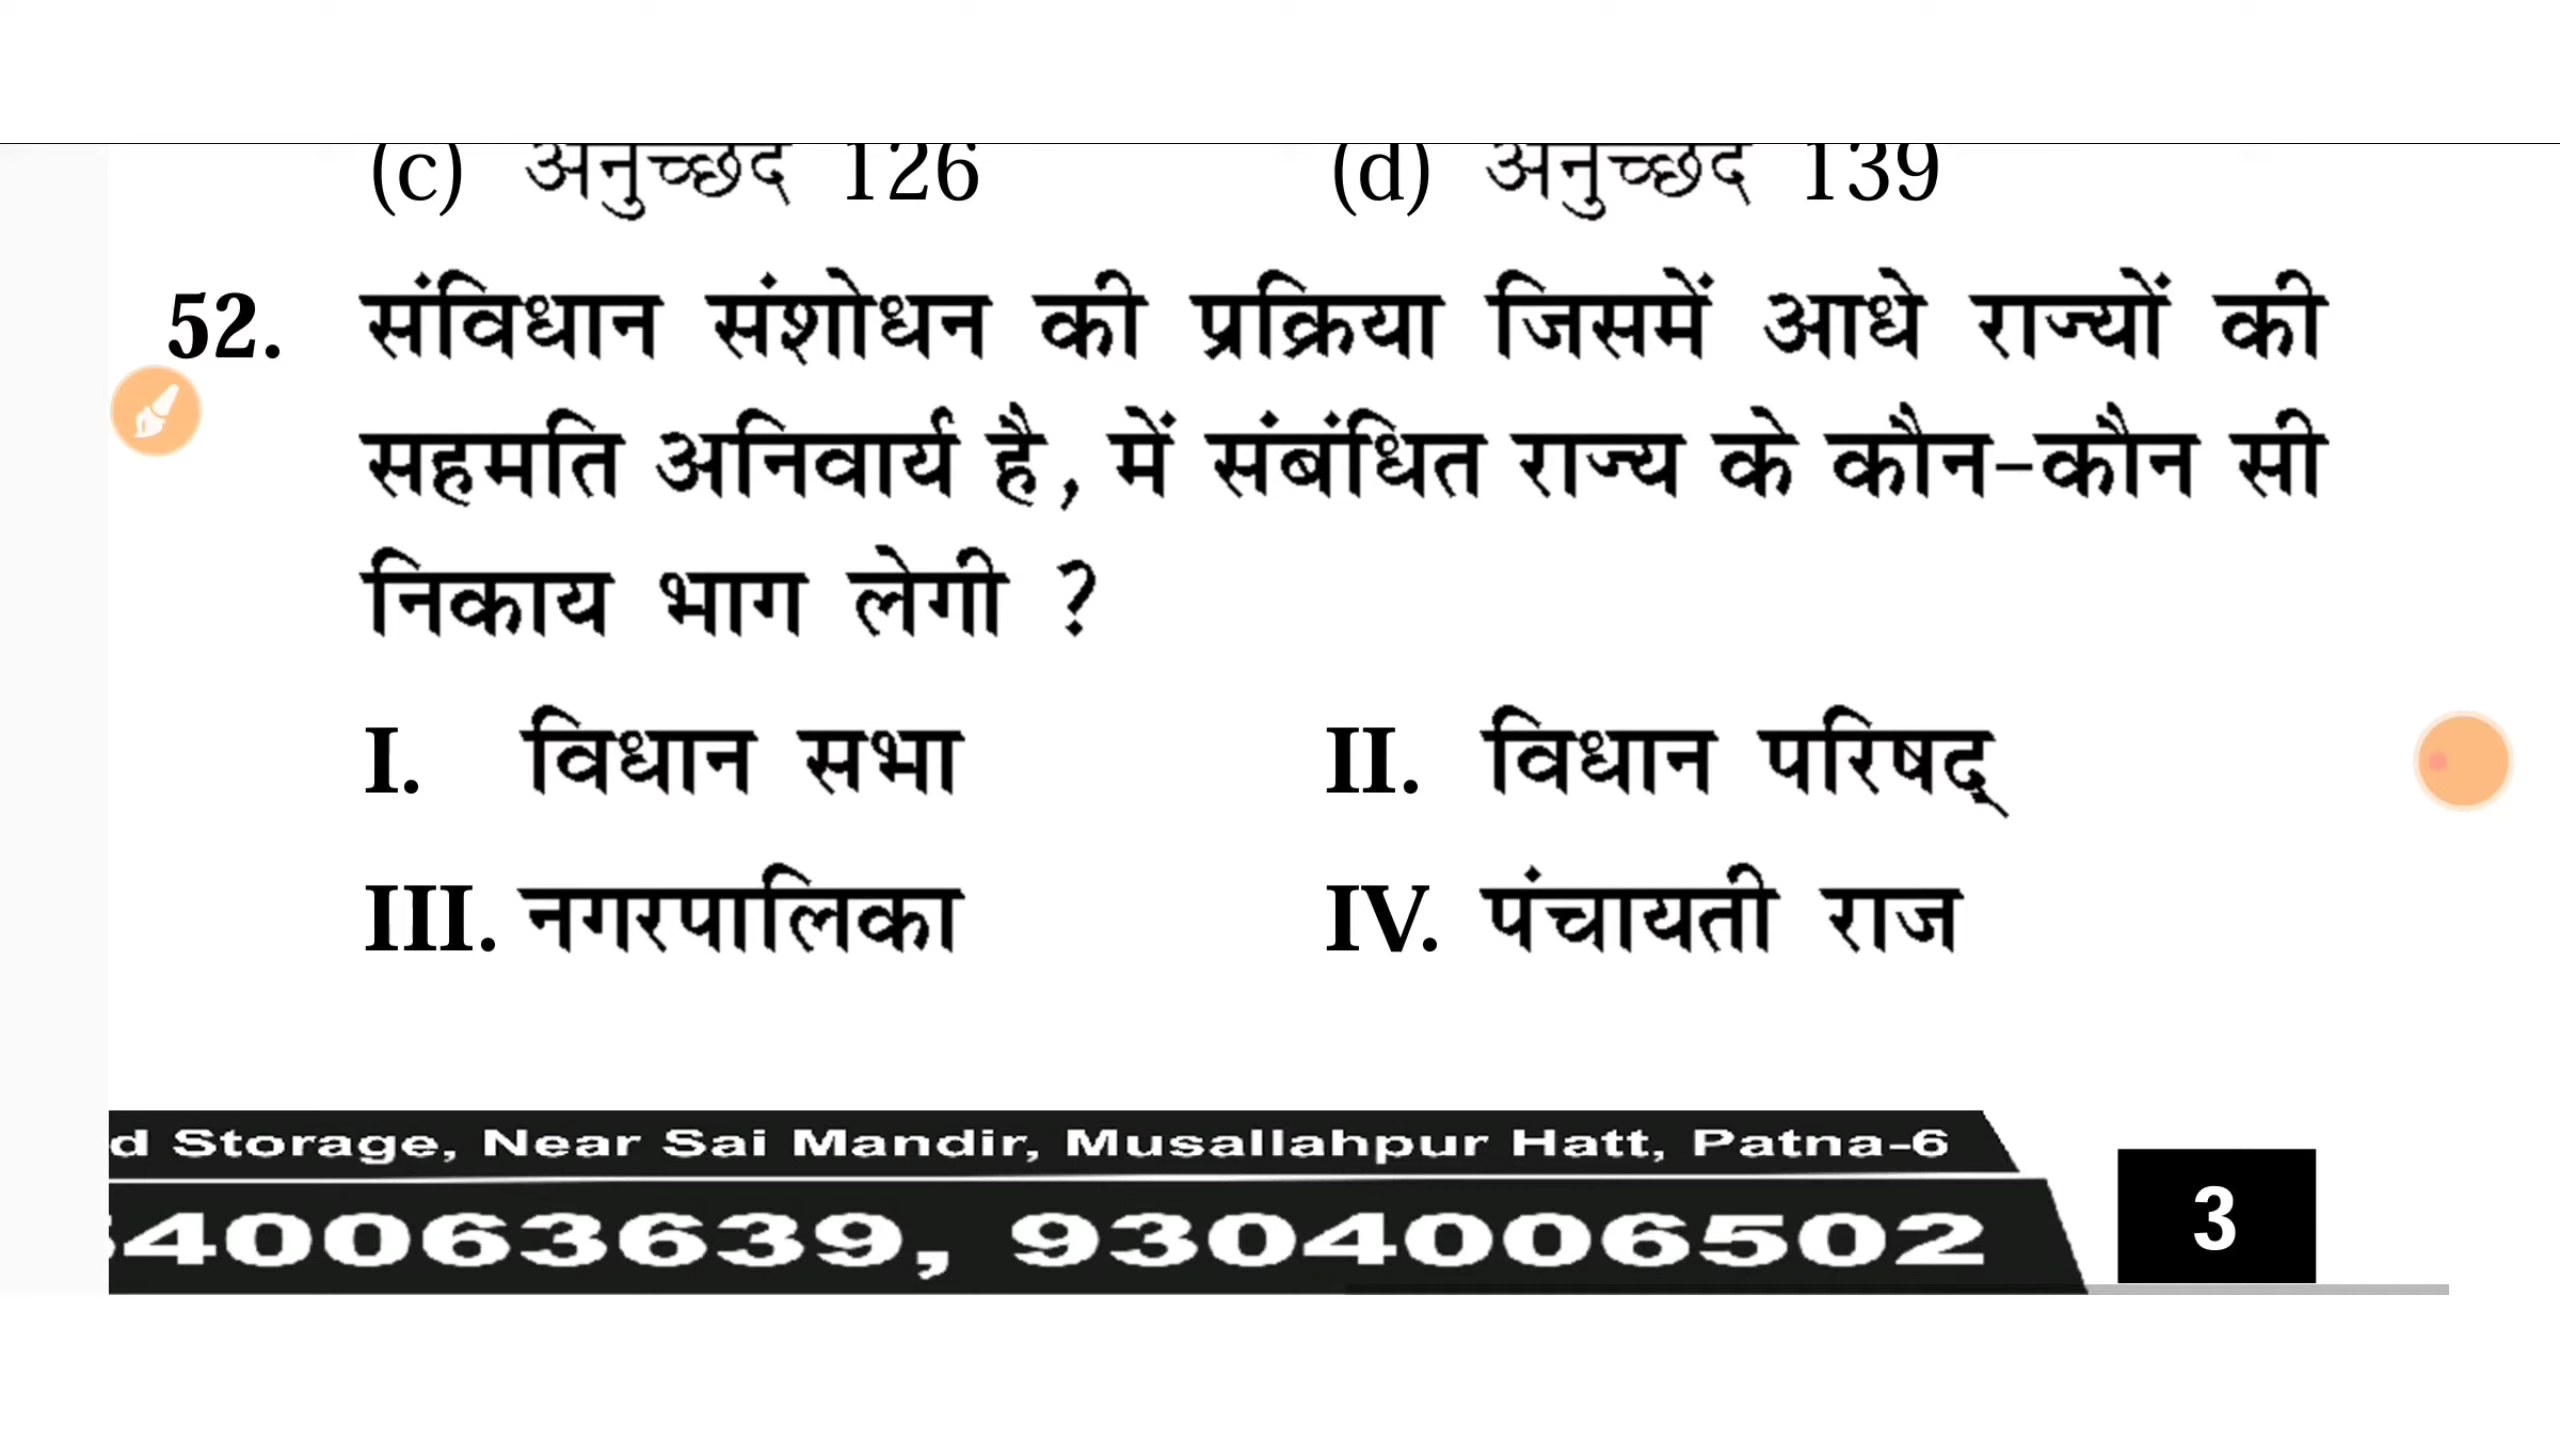 (c) अनुच्छेद 126 (d) अनुच्छेद 139
52. संविधान संशोधन की प्रक्रिया जिसमें आधे राज्यों की
सहमति अनिवार्य है, में संबंधित राज्य के कौन-कौन सी
निकाय भाग लेगी ?
I. विधान सभा II. विधान परिषद्
III. नगरपालिका IV. पंचायती राज
d Storage, Near Sai Mandir, Musallahpur Hatt, Patna-6
40063639, 9304006502
3